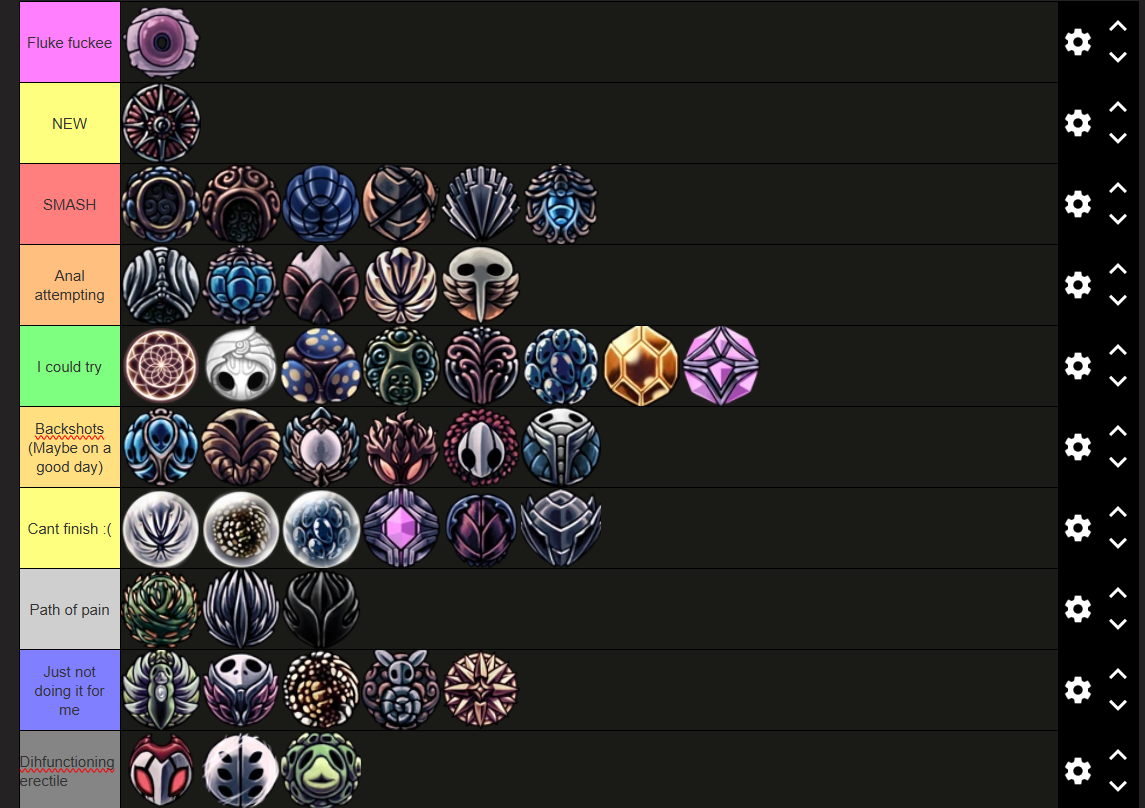 Fluke fuckee
NEW
SMASH
Anal
attempting
I could try
Backshots
(Maybe on a
good day)
Cant finish :(
Path of pain
Just not
doing it for
me
Dihfunctioning
erectile